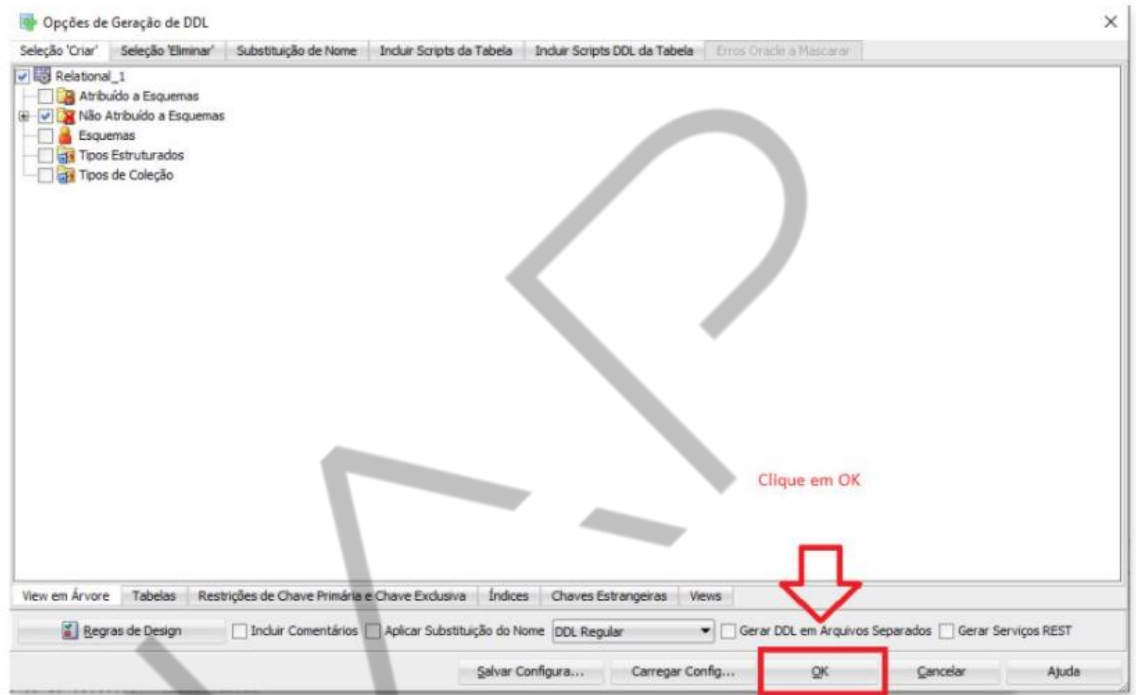 Opções de Geração de DDL
Seleção 'Criar' Seleção 'Eliminar' Substituição de Nome Incluir Scripts da Tabela Incluir Scripts DDL da Tabela Erros Oracle a Mascarar
Relational_1
Atribuído a Esquemas
Não Atribuído a Esquemas
Esquemas
Tipos Estruturados
Tipos de Coleção
Clique em OK
View em Árvore Tabelas Restrições de Chave Primária e Chave Exclusiva Índices Chaves Estrangeiras Views
Regras de Design Incluir Comentários Aplicar Substituição do Nome DDL Regular Gerar DDL em Arquivos Separados Gerar Serviços REST
Salvar Configura... Carregar Config... OK Cancelar Ajuda